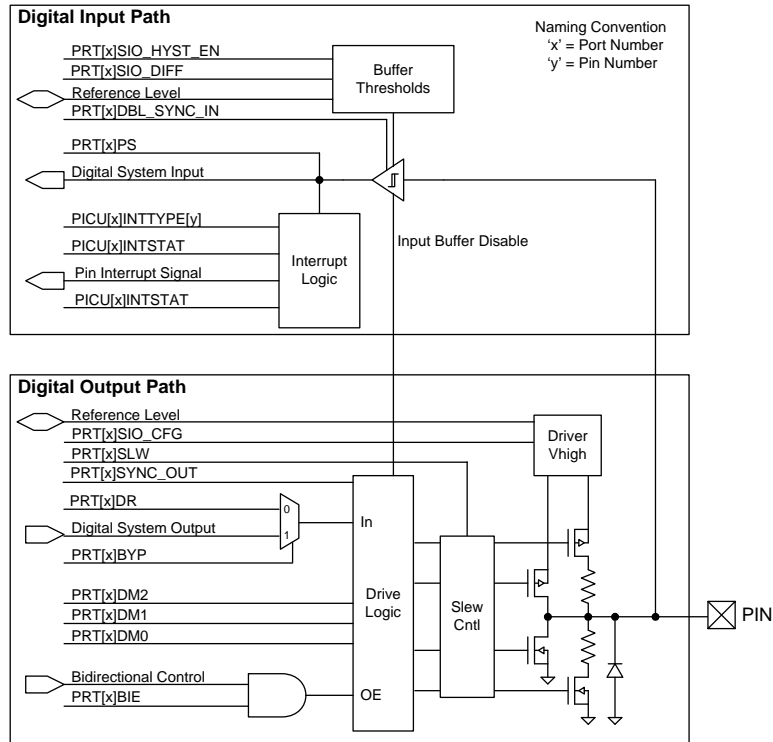 Digital Input Path
Naming Convention
‘x’ = Port Number
‘y’ = Pin Number
PRT[x]SIO_HYST_EN
PRT[x]SIO_DIFF
Reference Level
PRT[x]DBL_SYNC_IN
Buffer
Thresholds
PRT[x]PS
Digital System Input
PICU[x]INTTYPE[y]
PICU[x]INTSTAT
Pin Interrupt Signal
PICU[x]INTSTAT
Interrupt
Logic
Input Buffer Disable
Digital Output Path
Reference Level
PRT[x]SIO_CFG
PRT[x]SLW
PRT[x]SYNC_OUT
Driver
Vhigh
PRT[x]DR
Digital System Output
PRT[x]BYP
0
1
In
PRT[x]DM2
PRT[x]DM1
PRT[x]DM0
Drive
Logic
Slew
Cntl
PIN
Bidirectional Control
PRT[x]BIE
OE